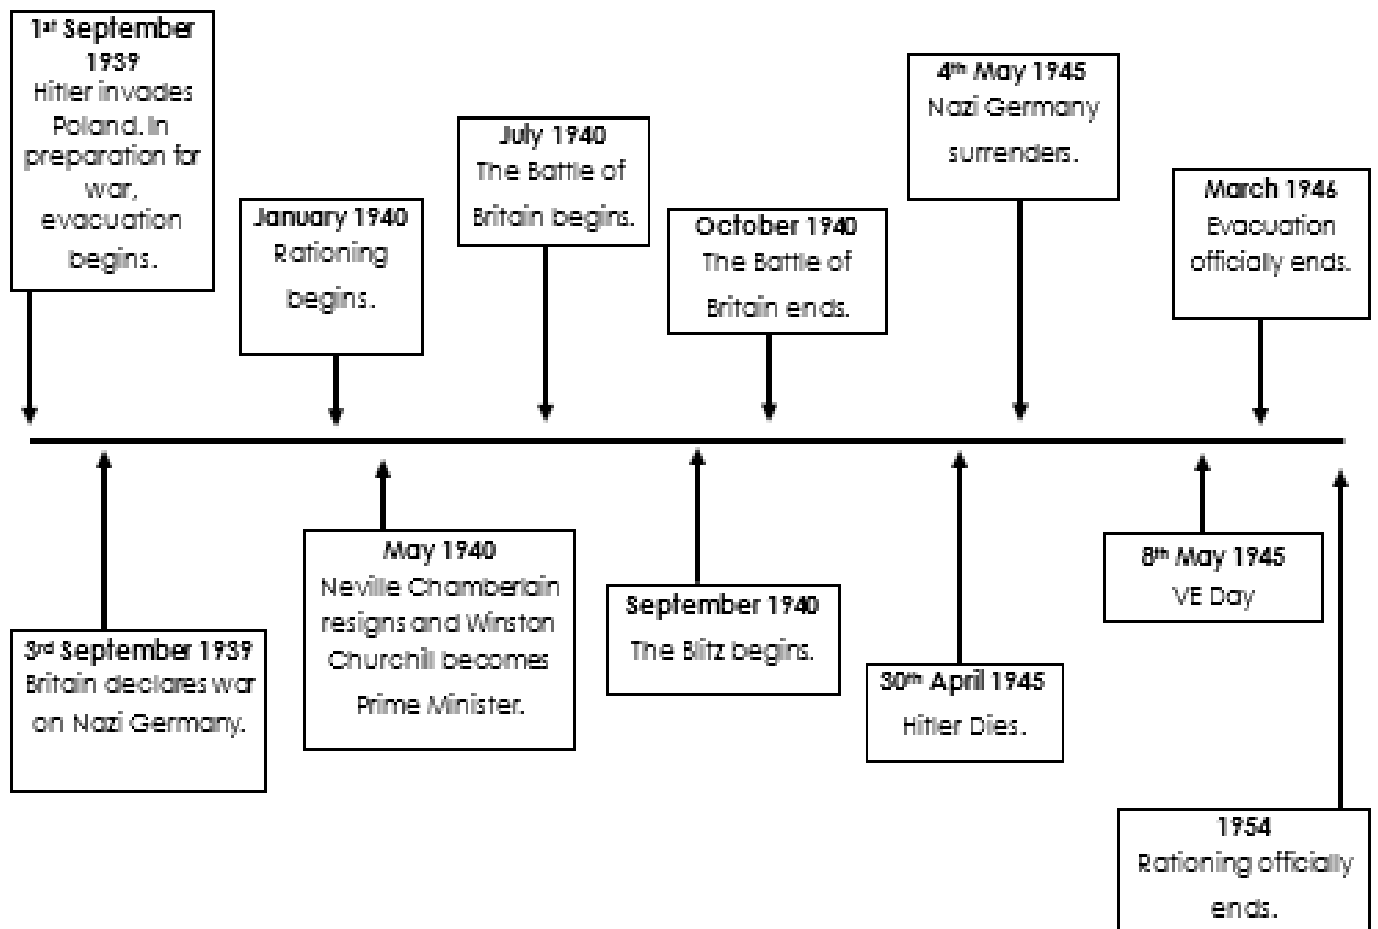 1st September
1939
Hitler invades
Poland. In
preparation for
war,
evacuation
begins.
3rd September 1939
Britain declares war
on Nazi Germany.
January 1940
Rationing
begins.
May 1940
Neville Chamberlain
resigns and Winston
Churchill becomes
Prime Minister.
July 1940
The Battle of
Britain begins.
September 1940
The Blitz begins.
October 1940
The Battle of
Britain ends.
30th April 1945
Hitler Dies.
4th May 1945
Nazi Germany
surrenders.
8th May 1945
VE Day
March 1946
Evacuation
officially ends.
1954
Rationing officially
ends.